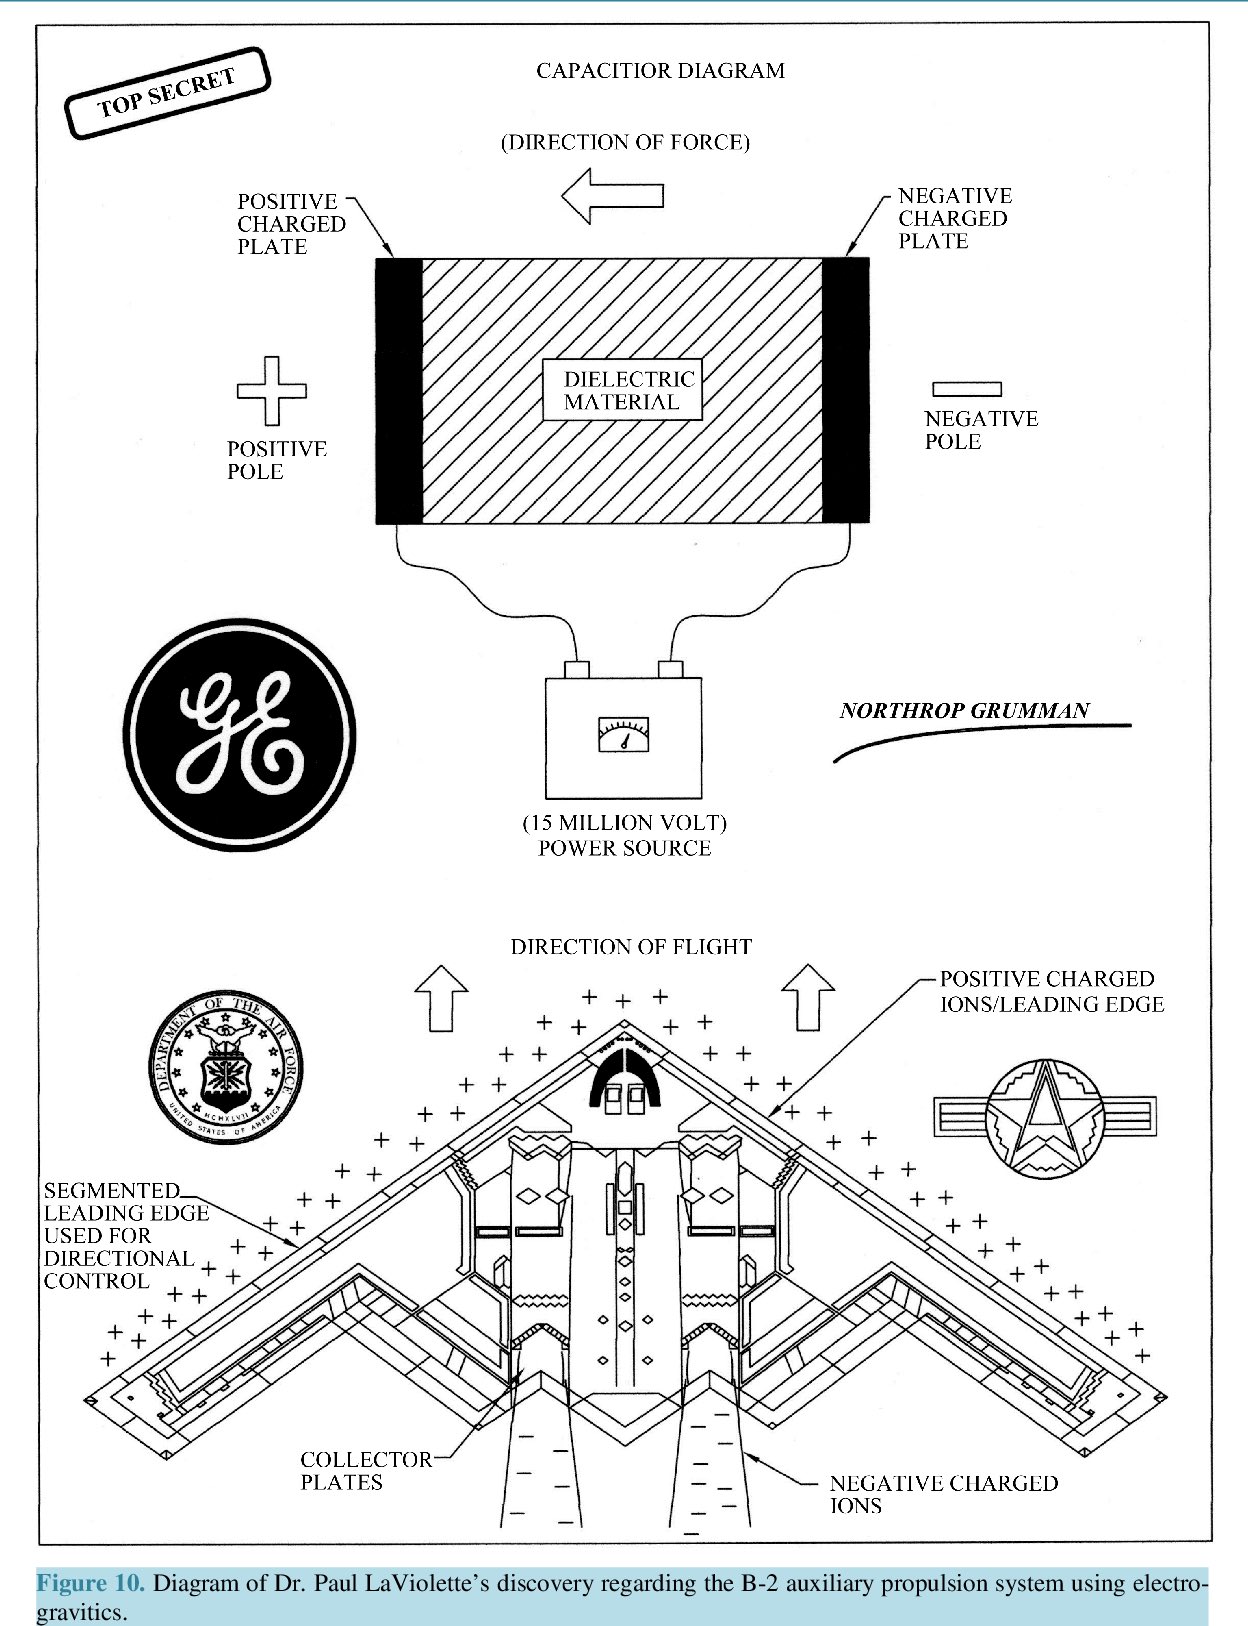 TOP SECRET
CAPACITIOR DIAGRAM
(DIRECTION OF FORCE)
POSITIVE
CHARGED
PLATE
NEGATIVE
CHARGED
PLATE
DIELECTRIC
MATERIAL
POSITIVE
POLE
NEGATIVE
POLE
GE
NORTHROP GRUMMAN
(15 MILLION VOLT)
POWER SOURCE
DIRECTION OF FLIGHT
POSITIVE CHARGED
IONS/LEADING EDGE
DEPARTMENT OF THE AIR FORCE
MCMXLVII
UNITED STATES OF AMERICA
SEGMENTED
LEADING EDGE
USED FOR
DIRECTIONAL
CONTROL
COLLECTOR
PLATES
NEGATIVE CHARGED
IONS
Figure 10. Diagram of Dr. Paul LaViolette's discovery regarding the B-2 auxiliary propulsion system using electro-
gravitics.